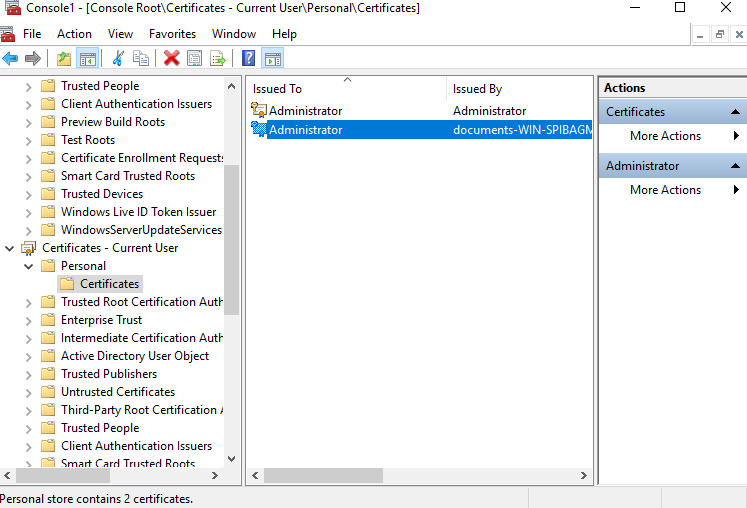 Console1 - [Console Root\Certificates - Current User\Personal\Certificates]
File Action View Favorites Window Help
Trusted People
Client Authentication Issuers
Preview Build Roots
Test Roots
Certificate Enrollment Requests
Smart Card Trusted Roots
Trusted Devices
Windows Live ID Token Issuer
WindowsServerUpdateServices
Certificates - Current User
Personal
Certificates
Trusted Root Certification Auth
Enterprise Trust
Intermediate Certification Auth
Active Directory User Object
Trusted Publishers
Untrusted Certificates
Third-Party Root Certification A
Trusted People
Client Authentication Issuers
Smart Card Trusted Roots
Issued To Issued By
Administrator Administrator
Administrator documents-WIN-SPIBAGM
Actions
Certificates
More Actions
Administrator
More Actions
Personal store contains 2 certificates.